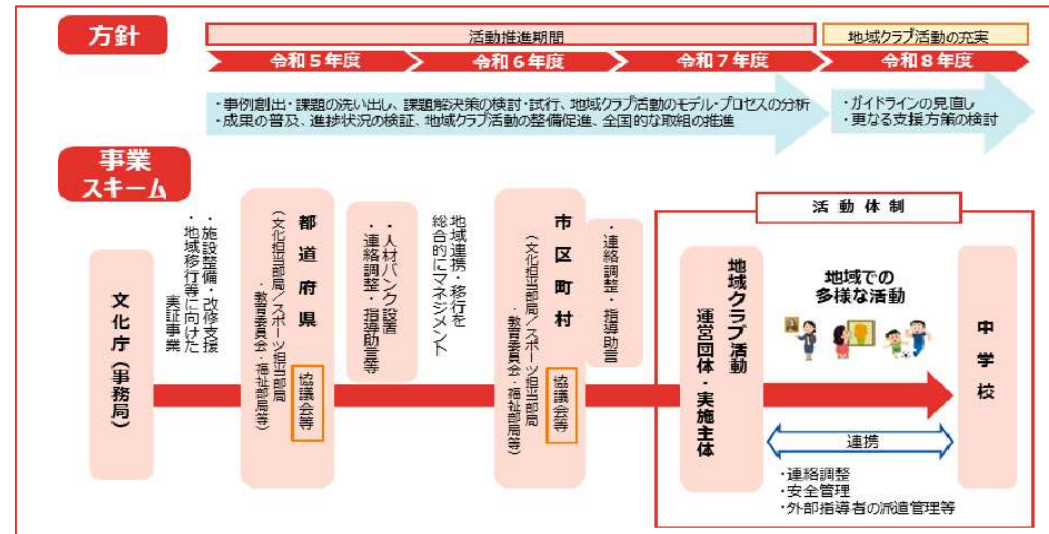 方針
活動推進期間
地域クラブ活動の充実
令和5年度
令和6年度
令和7年度
令和8年度
・事例創出・課題の洗い出し、課題解決策の検討・試行、地域クラブ活動のモデル・プロセスの分析
・成果の普及、進捗状況の検証、地域クラブ活動の整備促進、全国的な取組の推進
・ガイドラインの見直し
・更なる支援方策の検討
事業
スキーム
文化庁(事務局)
・施設整備・改修支援
・地域移行等に向けた
実証事業
都道府県
(文化担当部局/スポーツ担当部局
・教育委員会・福祉部局等)
協議会等
・人材バンク設置
・連絡調整・指導助言等
地域連携・移行を
総合的にマネジメント
市区町村
(文化担当部局/スポーツ担当部局
・教育委員会・福祉部局等)
協議会等
・連絡調整・指導助言
活動体制
地域クラブ活動
運営団体・実施主体
地域での
多様な活動
中学校
連携
・連絡調整
・安全管理
・外部指導者の派遣管理等